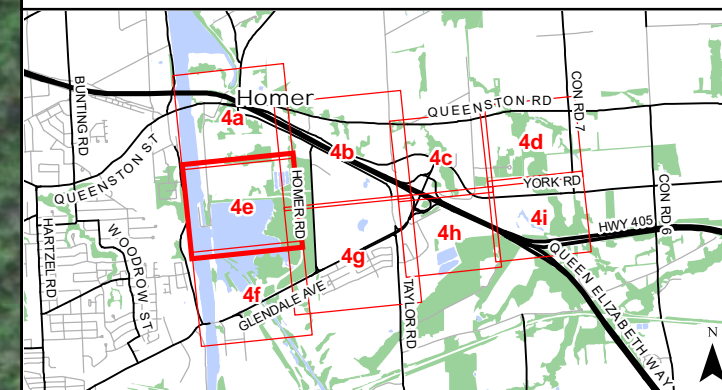 Homer
BUNTING RD
QUEENSTON RD
CON RD 7
4a
4b
4c
4d
QUEENSTON ST
YORK RD
CON RD 6
HOMER RD
4e
4i
HWY 405
HARTZEL RD
WOODROW ST
4g
4h
QUEEN ELIZABETH WAY
4f
GLENDALE AVE
TAYLOR RD
N